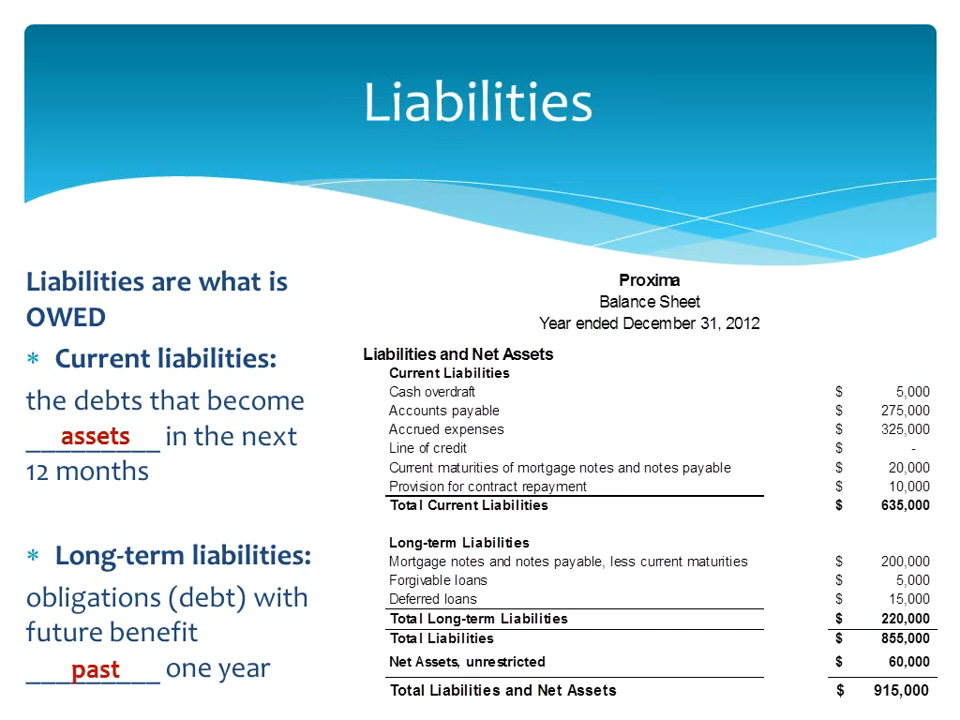 Liabilities
Liabilities are what is
OWED
* Current liabilities:
the debts that become
_________ in the next
assets
12 months
* Long-term liabilities:
obligations (debt) with
future benefit
_________ one year
past
Proxima
Balance Sheet
Year ended December 31, 2012
Liabilities and Net Assets
Current Liabilities
Cash overdraft $ 5,000
Accounts payable $ 275,000
Accrued expenses $ 325,000
Line of credit $ -
Current maturities of mortgage notes and notes payable $ 20,000
Provision for contract repayment $ 10,000
Total Current Liabilities $ 635,000
Long-term Liabilities
Mortgage notes and notes payable, less current maturities $ 200,000
Forgivable loans $ 5,000
Deferred loans $ 15,000
Total Long-term Liabilities $ 220,000
Total Liabilities $ 855,000
Net Assets, unrestricted $ 60,000
Total Liabilities and Net Assets $ 915,000